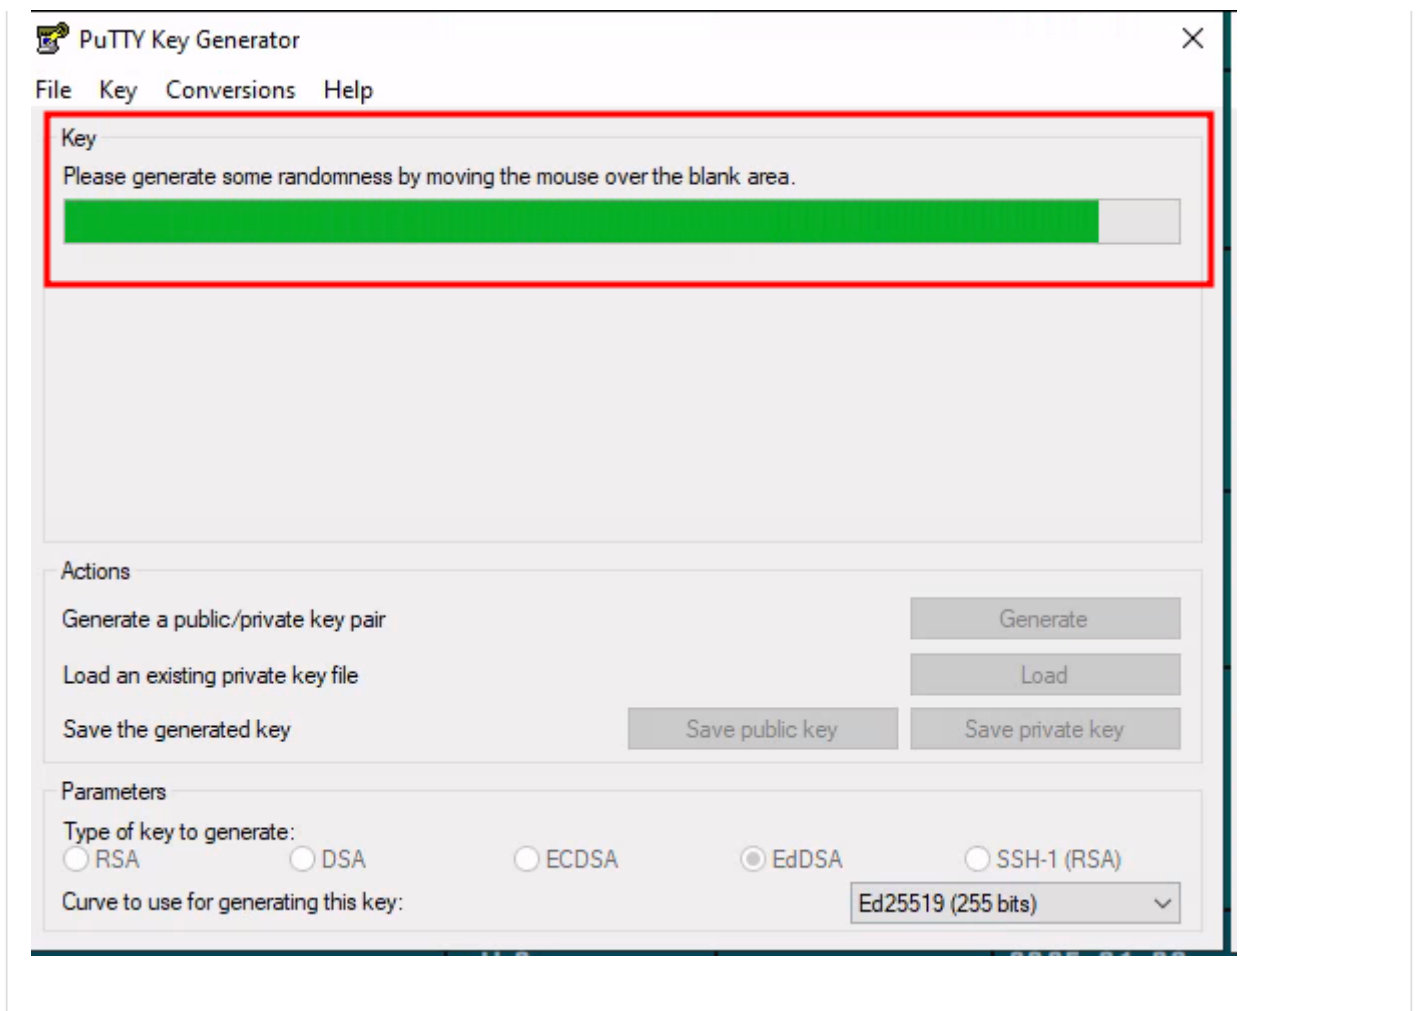 PuTTY Key Generator
File Key Conversions Help
Key
Please generate some randomness by moving the mouse over the blank area.
Actions
Generate a public/private key pair
Generate
Load an existing private key file
Load
Save the generated key
Save public key
Save private key
Parameters
Type of key to generate:
RSA DSA ECDSA EdDSA SSH-1 (RSA)
Curve to use for generating this key:
Ed25519 (255 bits)